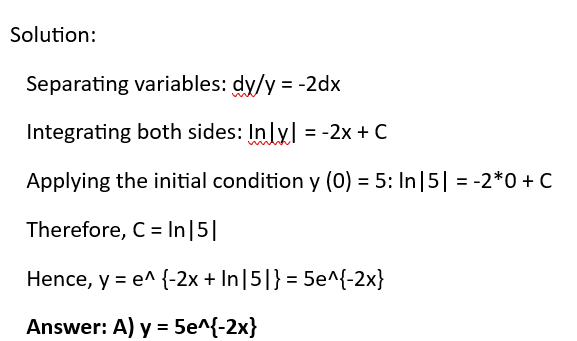 Solution:
Separating variables: dy/y = -2dx
Integrating both sides: ln|y| = -2x + C
Applying the initial condition y (0) = 5: ln|5| = -2*0 + C
Therefore, C = ln|5|
Hence, y = e^ {-2x + ln|5|} = 5e^{-2x}
Answer: A) y = 5e^{-2x}